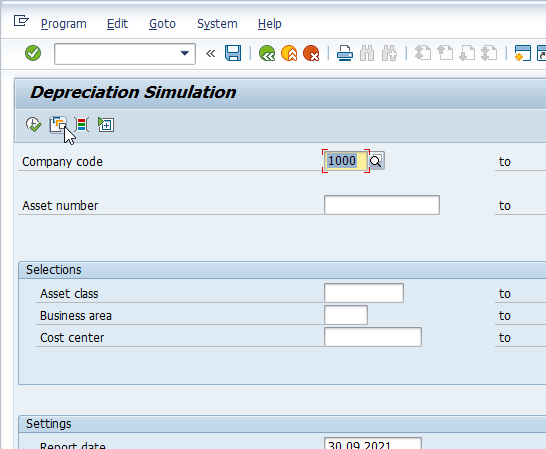 Program Edit Goto System Help
Depreciation Simulation
Company code 1000 to
Asset number to
Selections
Asset class to
Business area to
Cost center to
Settings
Report date 30.09.2021